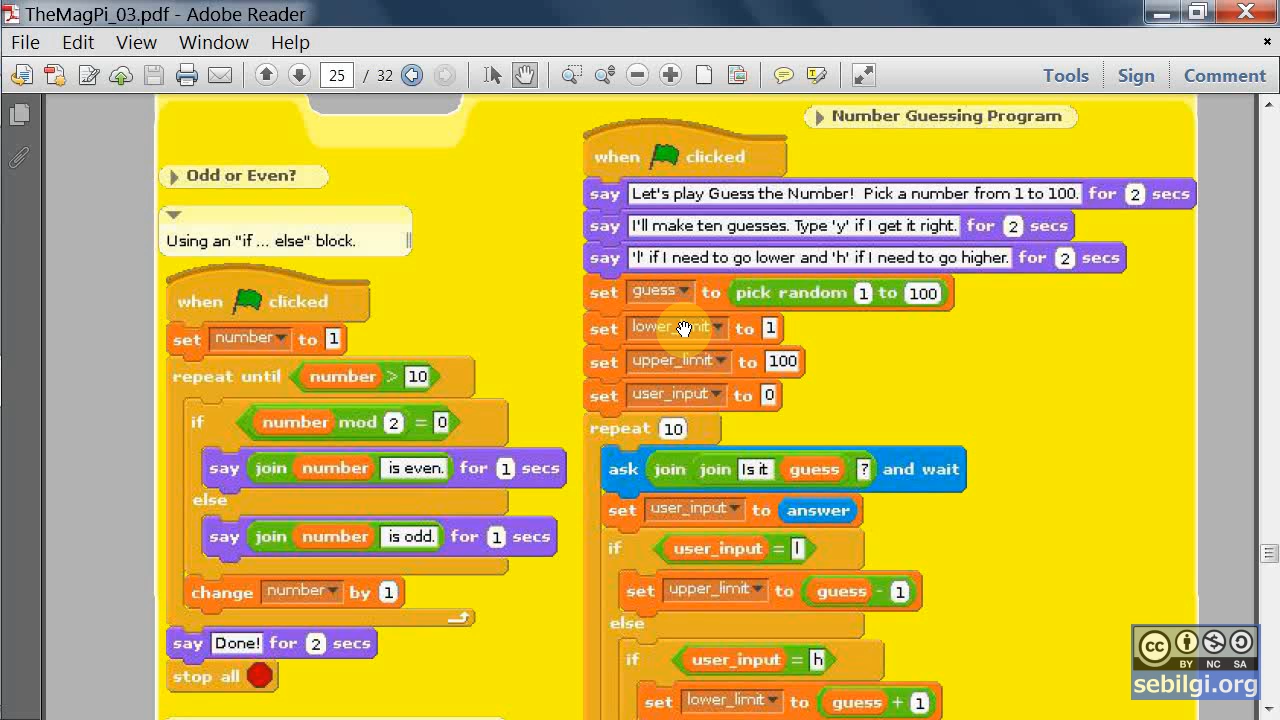 TheMagPi_03.pdf - Adobe Reader
File Edit View Window Help
25 / 32
Tools Sign Comment
Odd or Even?
Using an "if ... else" block.
when clicked
set number to 1
repeat until number > 10
if number mod 2 = 0
say join number is even. for 1 secs
else
say join number is odd. for 1 secs
change number by 1
say Done! for 2 secs
stop all
Number Guessing Program
when clicked
say Let's play Guess the Number! Pick a number from 1 to 100. for 2 secs
say I'll make ten guesses. Type 'y' if I get it right. for 2 secs
say 'l' if I need to go lower and 'h' if I need to go higher. for 2 secs
set guess to pick random 1 to 100
set lower_limit to 1
set upper_limit to 100
set user_input to 0
repeat 10
ask join join Is it guess ? and wait
set user_input to answer
if user_input = l
set upper_limit to guess - 1
else
if user_input = h
set lower_limit to guess + 1
cc
BY NC SA
sebilgi.org